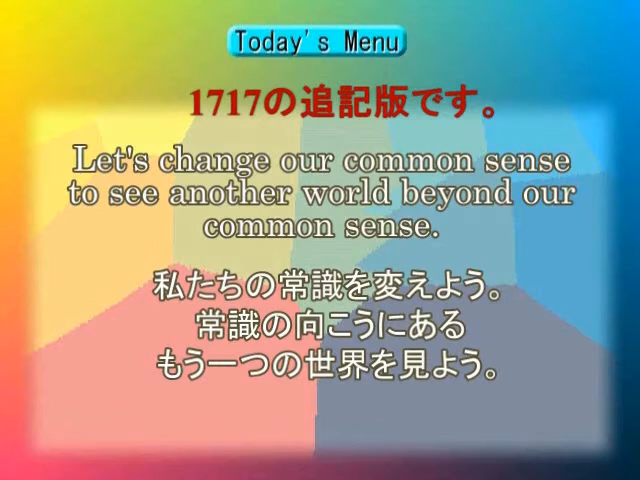 Today's Menu
1717の追記版です。
Let's change our common sense
to see another world beyond our
common sense.
私たちの常識を変えよう。
常識の向こうにある
もう一つの世界を見よう。